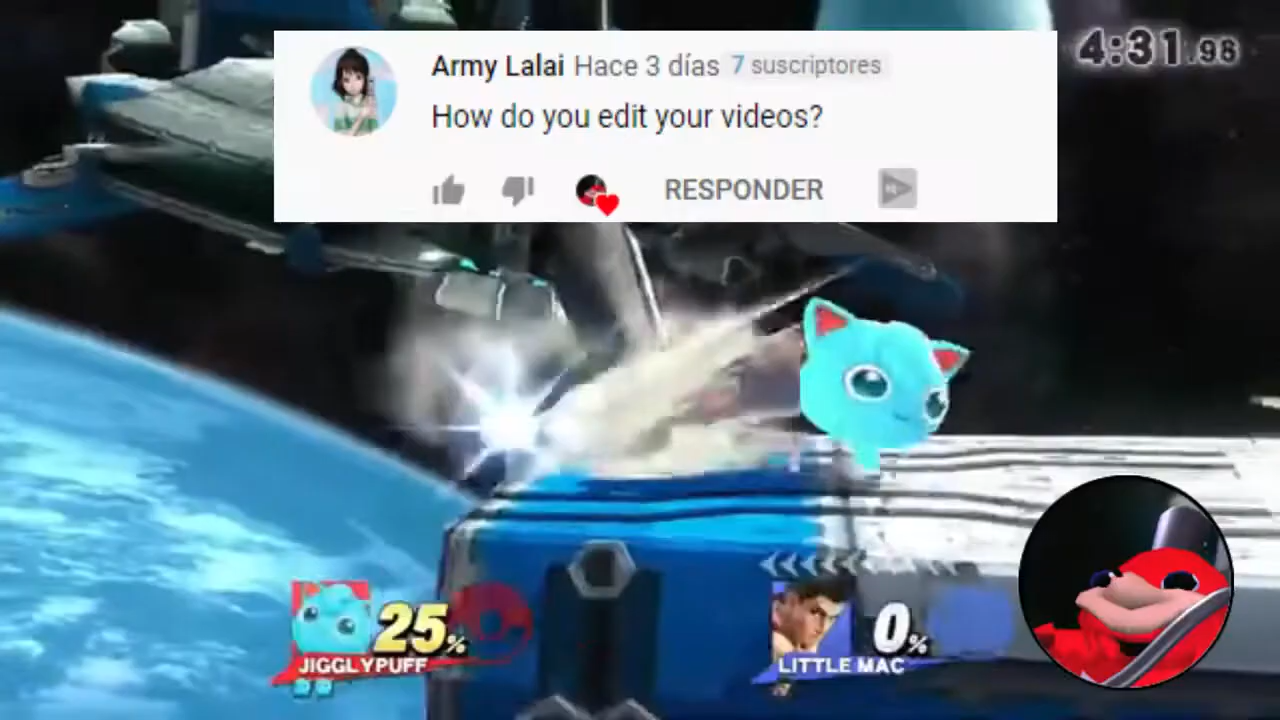 Army Lalai Hace 3 días 7 suscriptores
How do you edit your videos?
RESPONDER
4:31.98
25%
JIGGLYPUFF
0%
LITTLE MAC